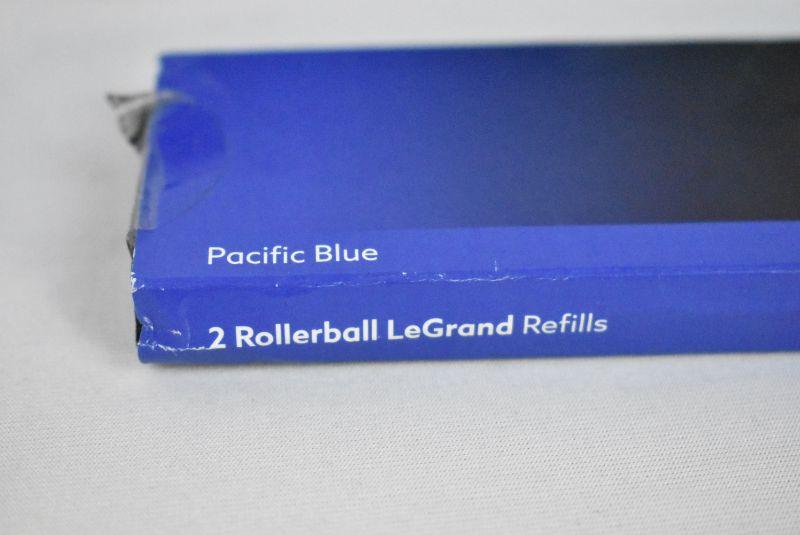 Pacific Blue
2 Rollerball LeGrand Refills